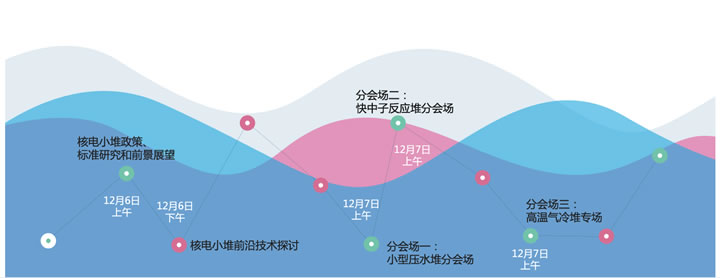 核电小堆政策、
标准研究和前景展望
12月6日
上午
12月6日
下午
核电小堆前沿技术探讨
12月7日
上午
分会场一：
小型压水堆分会场
分会场二：
快中子反应堆分会场
12月7日
上午
分会场三：
高温气冷堆专场
12月7日
上午